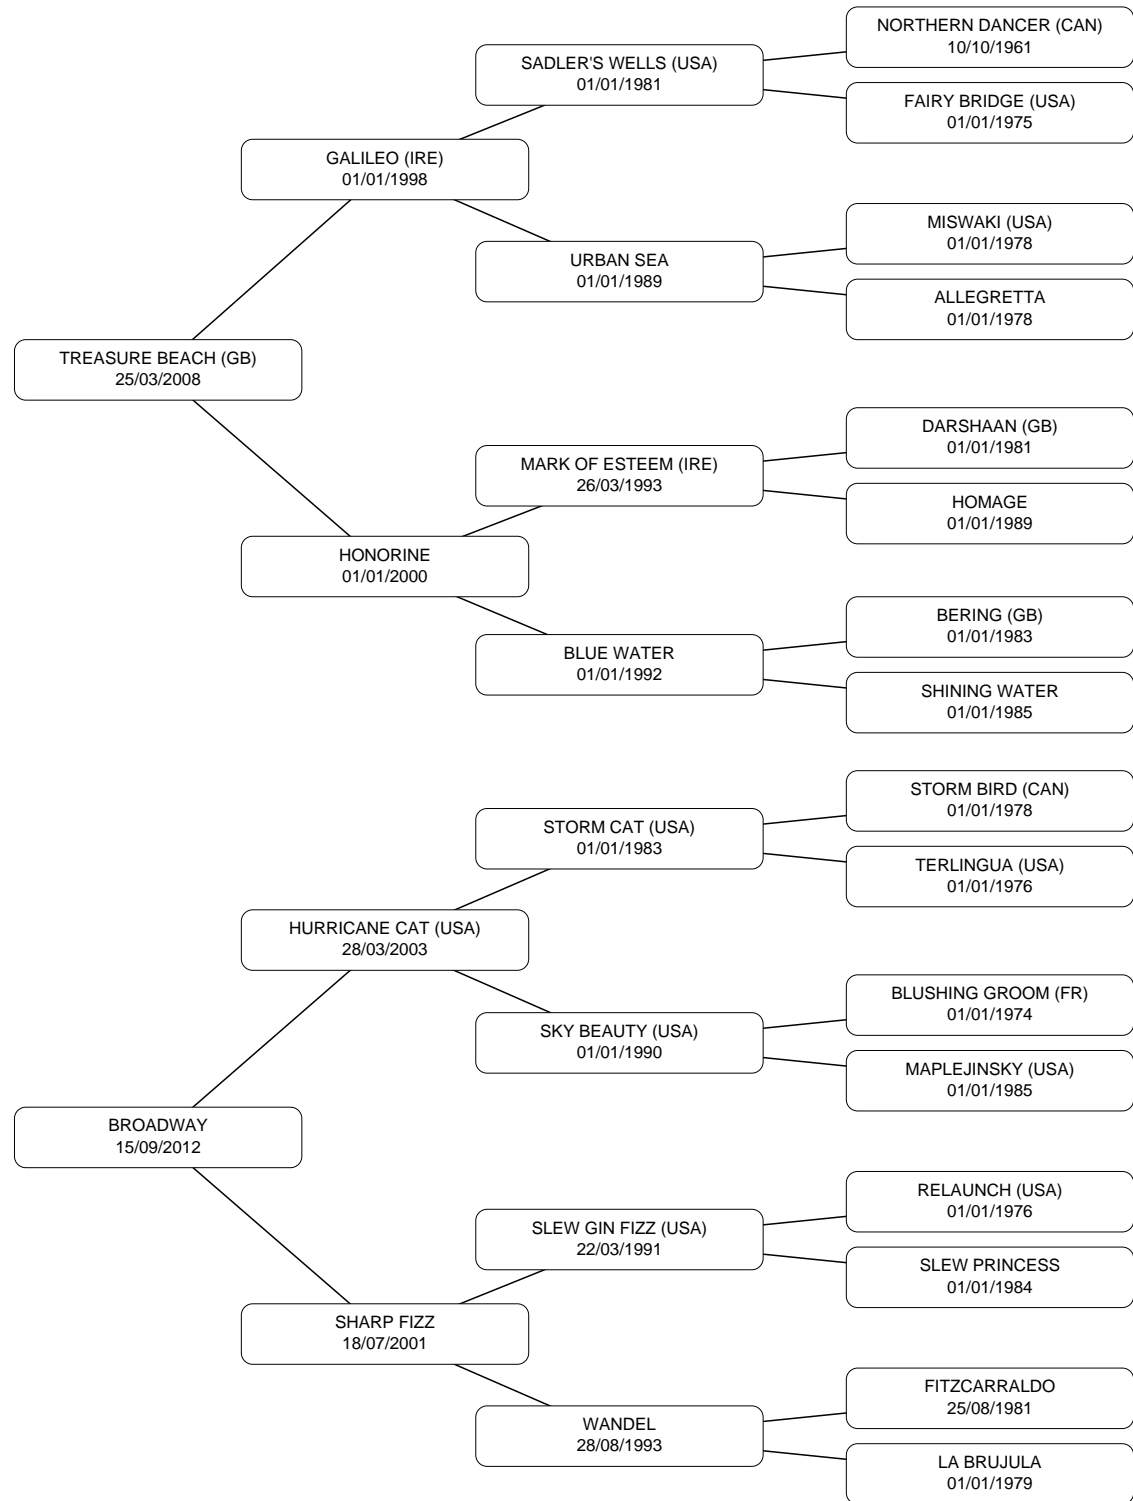 NORTHERN DANCER (CAN)
10/10/1961
SADLER'S WELLS (USA)
01/01/1981
FAIRY BRIDGE (USA)
01/01/1975
GALILEO (IRE)
01/01/1998
MISWAKI (USA)
01/01/1978
URBAN SEA
01/01/1989
ALLEGRETTA
01/01/1978
TREASURE BEACH (GB)
25/03/2008
DARSHAAN (GB)
01/01/1981
MARK OF ESTEEM (IRE)
26/03/1993
HOMAGE
01/01/1989
HONORINE
01/01/2000
BERING (GB)
01/01/1983
BLUE WATER
01/01/1992
SHINING WATER
01/01/1985
STORM BIRD (CAN)
01/01/1978
STORM CAT (USA)
01/01/1983
TERLINGUA (USA)
01/01/1976
HURRICANE CAT (USA)
28/03/2003
BLUSHING GROOM (FR)
01/01/1974
SKY BEAUTY (USA)
01/01/1990
MAPLEJINSKY (USA)
01/01/1985
BROADWAY
15/09/2012
RELAUNCH (USA)
01/01/1976
SLEW GIN FIZZ (USA)
22/03/1991
SLEW PRINCESS
01/01/1984
SHARP FIZZ
18/07/2001
FITZCARRALDO
25/08/1981
WANDEL
28/08/1993
LA BRUJULA
01/01/1979